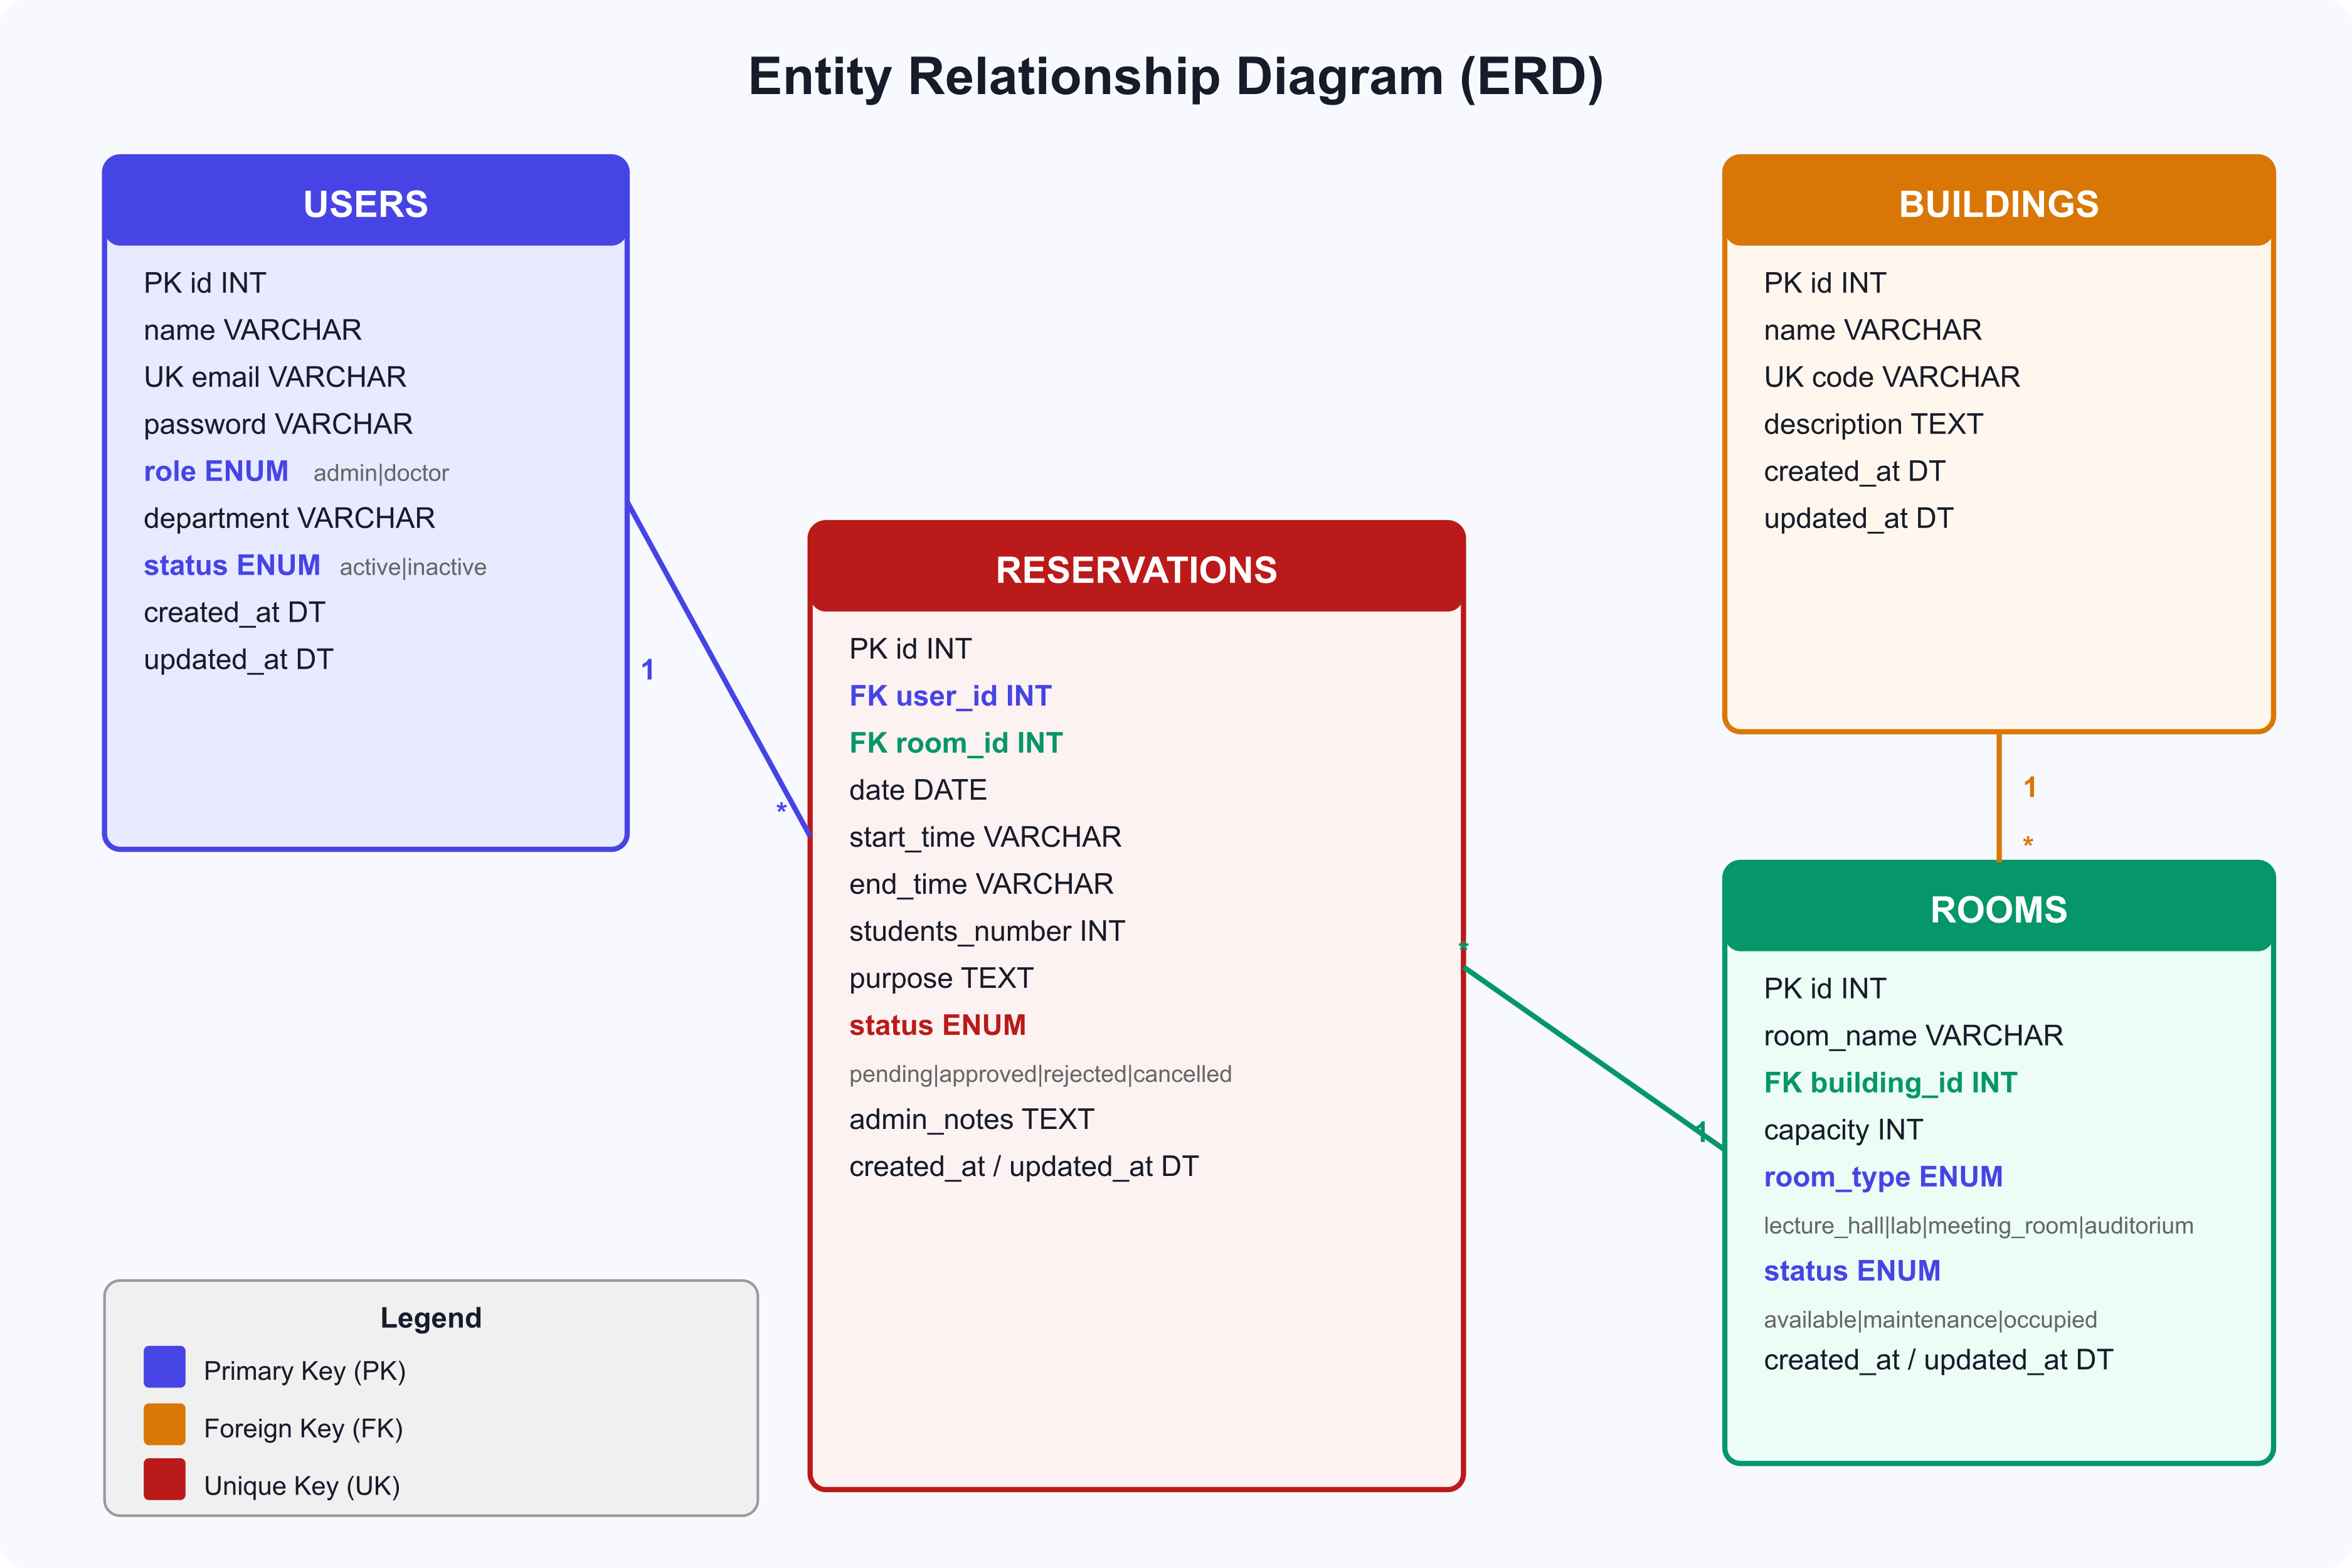 Entity Relationship Diagram (ERD)
USERS
PK id INT
name VARCHAR
UK email VARCHAR
password VARCHAR
role ENUM admin|doctor
department VARCHAR
status ENUM active|inactive
created_at DT
updated_at DT
1
*
BUILDINGS
PK id INT
name VARCHAR
UK code VARCHAR
description TEXT
created_at DT
updated_at DT
1
*
RESERVATIONS
PK id INT
FK user_id INT
FK room_id INT
date DATE
start_time VARCHAR
end_time VARCHAR
students_number INT
purpose TEXT
status ENUM
pending|approved|rejected|cancelled
admin_notes TEXT
created_at / updated_at DT
*
1
ROOMS
PK id INT
room_name VARCHAR
FK building_id INT
capacity INT
room_type ENUM
lecture_hall|lab|meeting_room|auditorium
status ENUM
available|maintenance|occupied
created_at / updated_at DT
Legend
Primary Key (PK)
Foreign Key (FK)
Unique Key (UK)